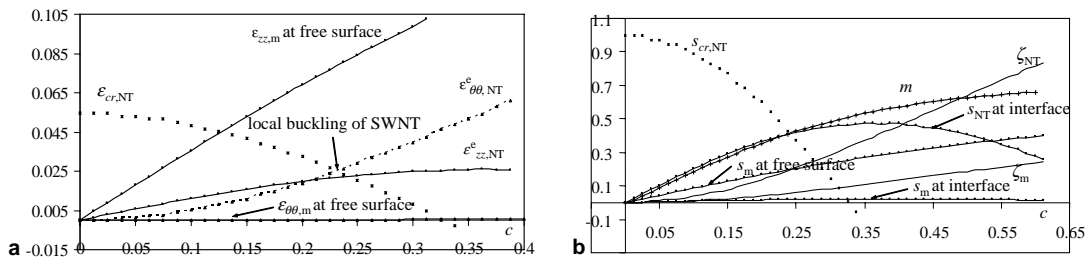 0.105
0.085
0.065
0.045
0.025
0.005
-0.015
ε_zz,m at free surface
ε_cr,NT
ε^e_θθ,NT
local buckling of SWNT
ε^e_zz,NT
ε_θθ,m at free surface
c
0 0.05 0.1 0.15 0.2 0.25 0.3 0.35 0.4
a
1.1
0.9
0.7
0.5
0.3
0.1
-0.1
s_cr,NT
ζ_NT
m
s_NT at interface
s_m at free surface
ζ_m
s_m at interface
c
0.05 0.15 0.25 0.35 0.45 0.55 0.65
b